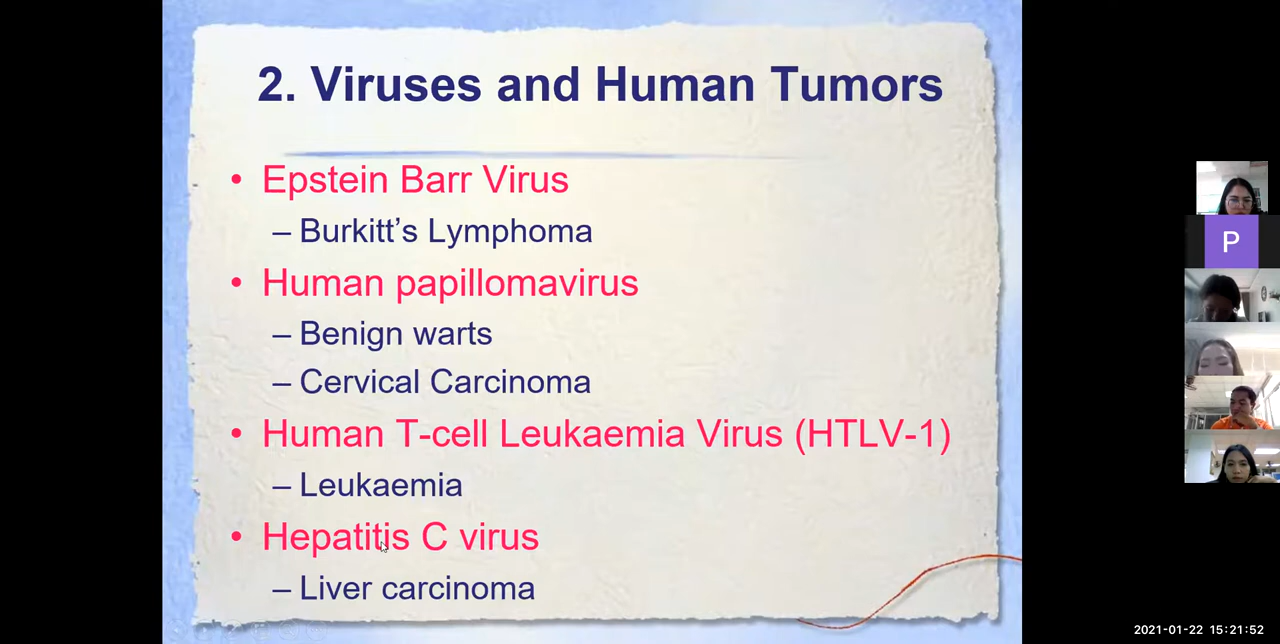 2. Viruses and Human Tumors
• Epstein Barr Virus
– Burkitt’s Lymphoma
• Human papillomavirus
– Benign warts
– Cervical Carcinoma
• Human T-cell Leukaemia Virus (HTLV-1)
– Leukaemia
• Hepatitis C virus
– Liver carcinoma
P
2021-01-22 15:21:52